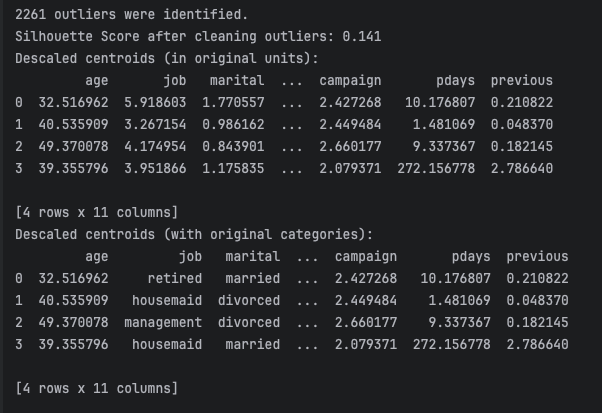 2261 outliers were identified.
Silhouette Score after cleaning outliers: 0.141
Descaled centroids (in original units):
         age       job   marital  ...  campaign       pdays  previous
0  32.516962  5.918603  1.770557  ...  2.427268   10.176807  0.210822
1  40.535909  3.267154  0.986162  ...  2.449484    1.481069  0.048370
2  49.370078  4.174954  0.843901  ...  2.660177    9.337367  0.182145
3  39.355796  3.951866  1.175835  ...  2.079371  272.156778  2.786640
[4 rows x 11 columns]
Descaled centroids (with original categories):
         age         job   marital  ...  campaign       pdays  previous
0  32.516962     retired   married  ...  2.427268   10.176807  0.210822
1  40.535909   housemaid  divorced  ...  2.449484    1.481069  0.048370
2  49.370078  management  divorced  ...  2.660177    9.337367  0.182145
3  39.355796   housemaid   married  ...  2.079371  272.156778  2.786640
[4 rows x 11 columns]